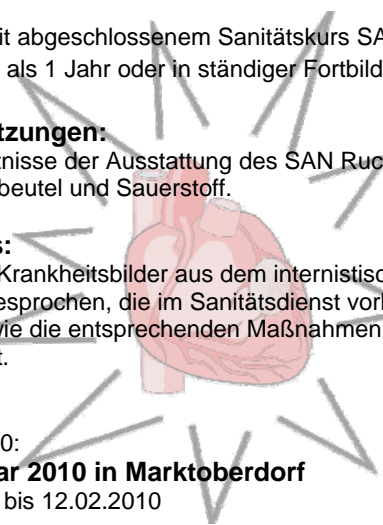 it abgeschlossenem Sanitätskurs SA
als 1 Jahr oder in ständiger Fortbild
tzungen:
tnisse der Ausstattung des SAN Ruc
beutel und Sauerstoff.
s:
Krankheitsbilder aus dem internistisc
esprochen, die im Sanitätsdienst vor
wie die entsprechenden Maßnahmen
t.
0:
ar 2010 in Marktoberdorf
bis 12.02.2010